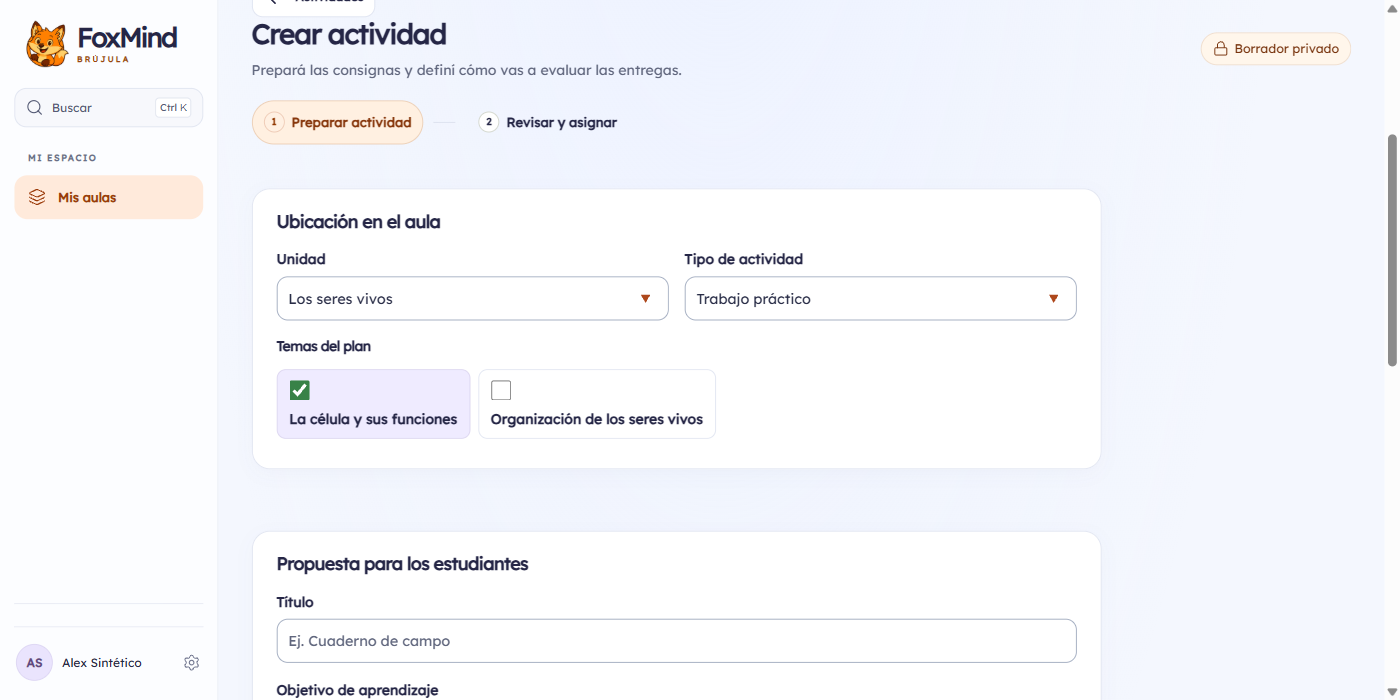 Actividades
FoxMind
BRÚJULA
Buscar
Ctrl K
MI ESPACIO
Mis aulas
AS
Alex Sintético
Crear actividad
Prepará las consignas y definí cómo vas a evaluar las entregas.
Borrador privado
1 Preparar actividad
2 Revisar y asignar
Ubicación en el aula
Unidad
Los seres vivos
Tipo de actividad
Trabajo práctico
Temas del plan
La célula y sus funciones
Organización de los seres vivos
Propuesta para los estudiantes
Título
Ej. Cuaderno de campo
Objetivo de aprendizaje